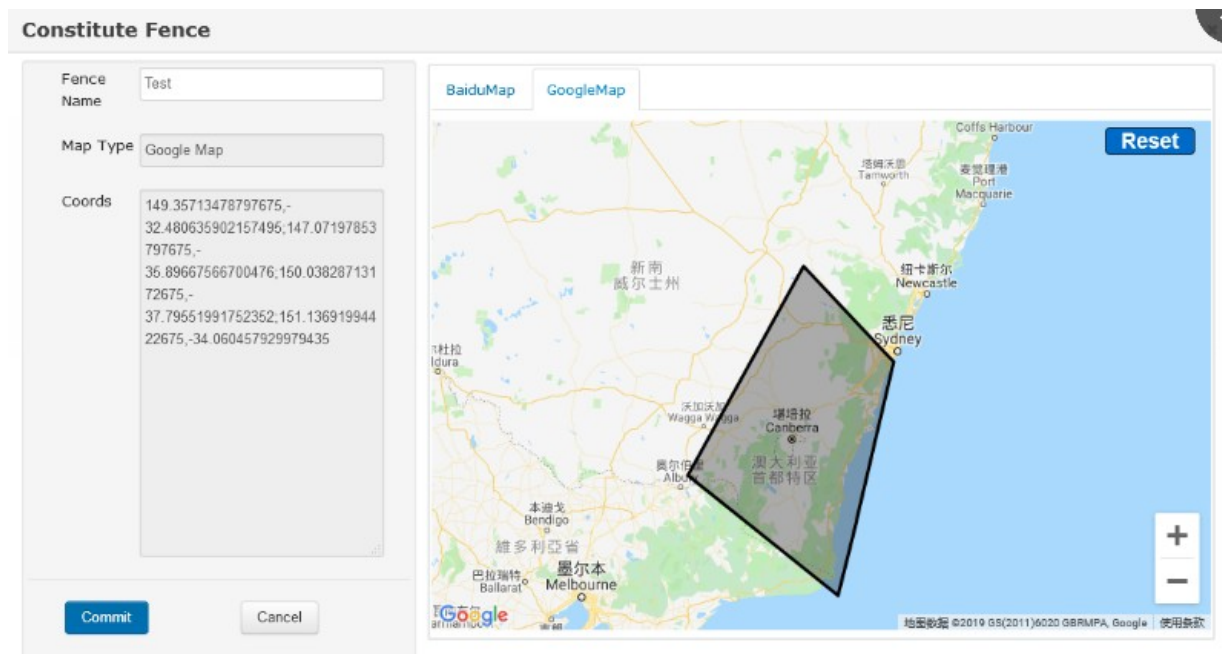 Constitute Fence
Fence
Name
Test
Map Type
Google Map
Coords
149.35713478797675,-
32.480635902157495;147.07197853
797675,-
35.89667566700476;150.038287131
72675,-
37.79551991752352;151.136919944
22675,-34.060457929979435
Commit
Cancel
BaiduMap
GoogleMap
Reset
Coffs Harbour
塔姆沃思
Tamworth
麦觉理港
Port
Macquarie
新南
威尔士州
纽卡斯尔
Newcastle
悉尼
Sydney
杜拉
ldura
沃加沃加
Wagga Wagga
堪培拉
Canberra
澳大利亚
首都特区
Albury
本迪戈
Bendigo
維多利亞省
巴拉瑞特
Ballarat
墨尔本
Melbourne
Google
+
−
地图数据 ©2019 GS(2011)6020 GBRMPA, Google
使用条款